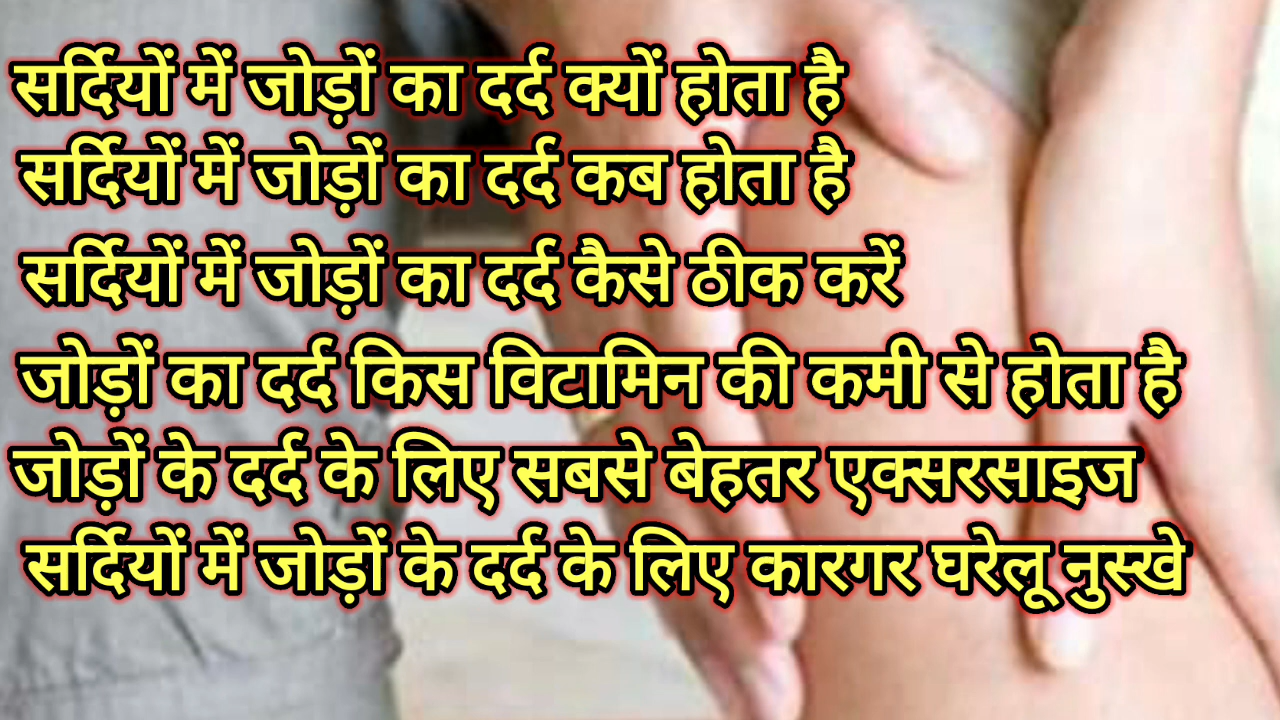 सर्दियों में जोड़ों का दर्द क्यों होता है
सर्दियों में जोड़ों का दर्द कब होता है
सर्दियों में जोड़ों का दर्द कैसे ठीक करें
जोड़ों का दर्द किस विटामिन की कमी से होता है
जोड़ों के दर्द के लिए सबसे बेहतर एक्सरसाइज
सर्दियों में जोड़ों के दर्द के लिए कारगर घरेलू नुस्खे